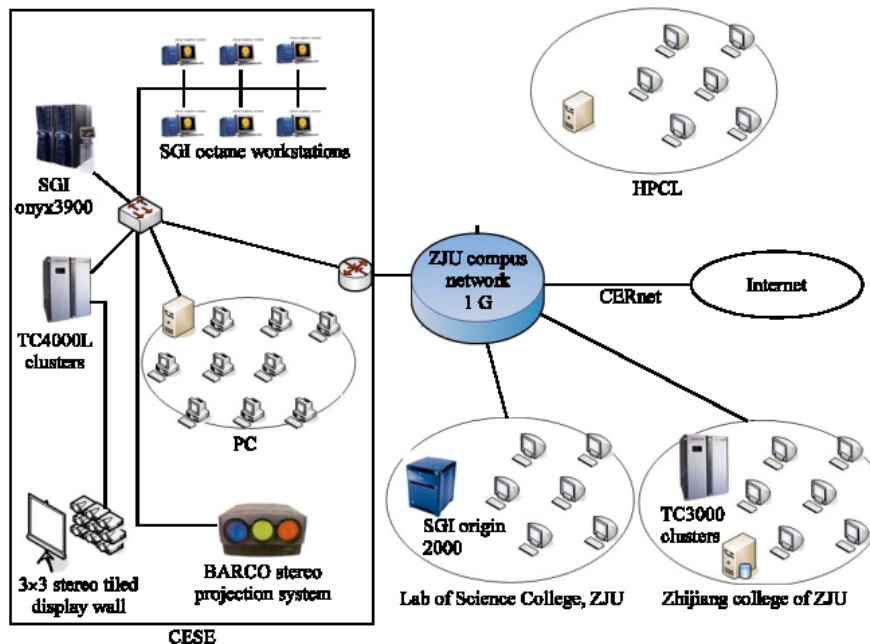 SGI octane workstations
SGI
onyx3900
HPCL
ZJU compus
network
1 G
CERnet
Internet
TC4000L
clusters
PC
SGI origin
2000
TC3000
clusters
3×3 stereo tiled
display wall
BARCO stereo
projection system
Lab of Science College, ZJU
Zhijiang college of ZJU
CESE